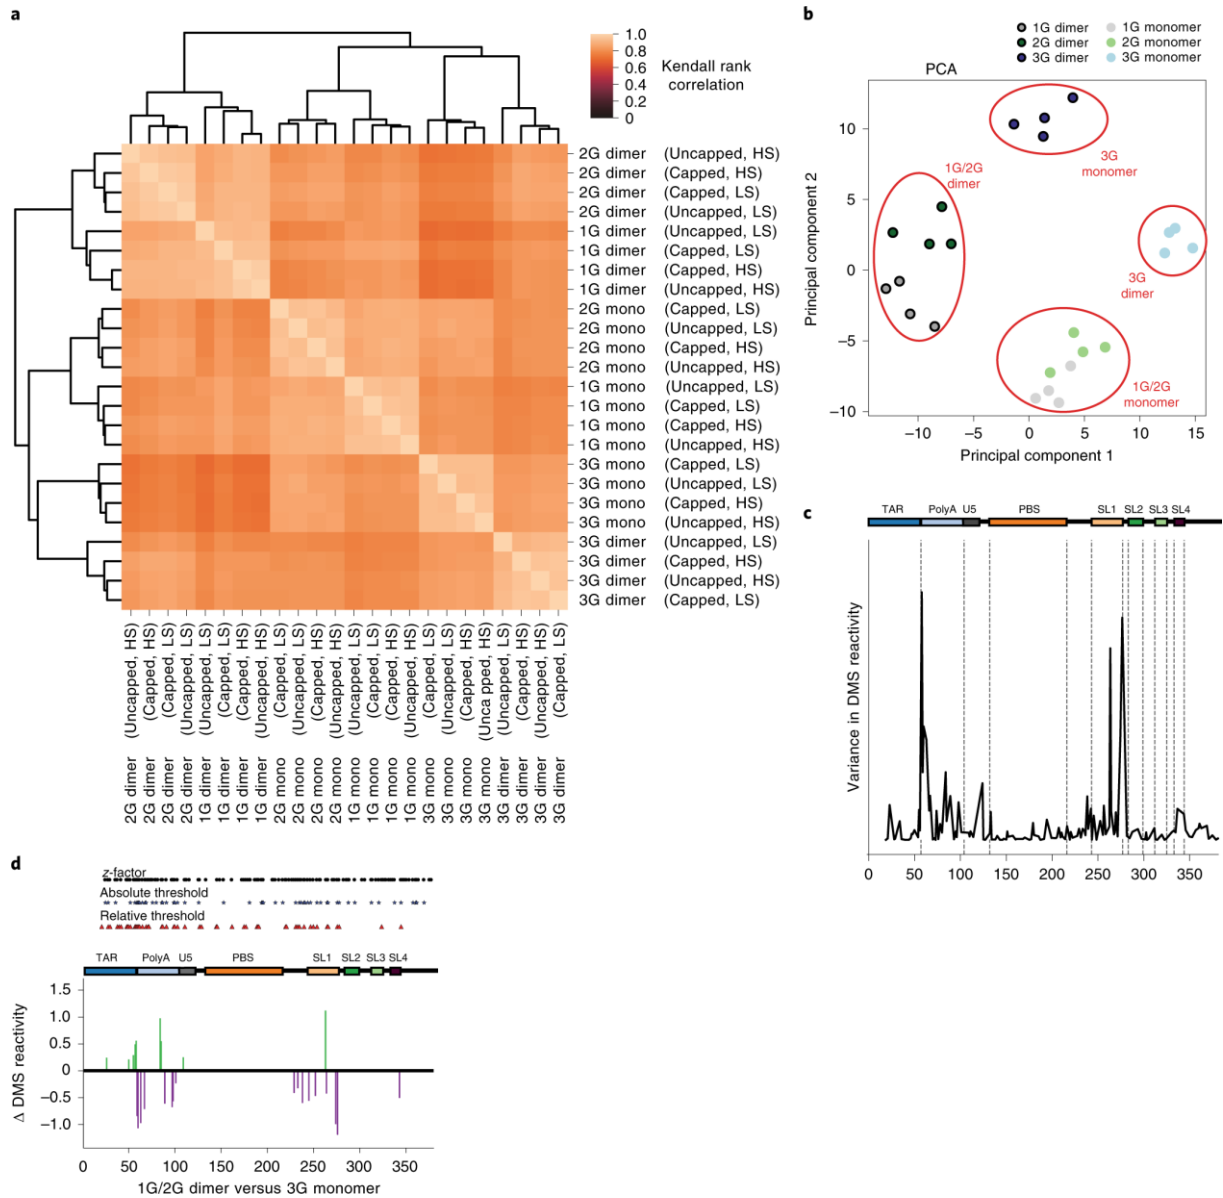 a
1.0
0.8
0.6
0.4
0.2
0
Kendall rank
correlation
2G dimer (Uncapped, HS)
2G dimer (Capped, HS)
2G dimer (Capped, LS)
2G dimer (Uncapped, LS)
1G dimer (Uncapped, LS)
1G dimer (Capped, LS)
1G dimer (Capped, HS)
1G dimer (Uncapped, HS)
2G mono (Capped, LS)
2G mono (Uncapped, LS)
2G mono (Capped, HS)
2G mono (Uncapped, HS)
1G mono (Uncapped, LS)
1G mono (Capped, LS)
1G mono (Capped, HS)
1G mono (Uncapped, HS)
3G mono (Capped, LS)
3G mono (Uncapped, LS)
3G mono (Capped, HS)
3G mono (Uncapped, HS)
3G dimer (Uncapped, LS)
3G dimer (Capped, HS)
3G dimer (Uncapped, HS)
3G dimer (Capped, LS)
2G dimer (Uncapped, HS)
2G dimer (Capped, HS)
2G dimer (Capped, LS)
2G dimer (Uncapped, LS)
1G dimer (Uncapped, LS)
1G dimer (Capped, LS)
1G dimer (Capped, HS)
1G dimer (Uncapped, HS)
2G mono (Capped, LS)
2G mono (Uncapped, LS)
2G mono (Capped, HS)
2G mono (Uncapped, HS)
1G mono (Uncapped, LS)
1G mono (Capped, LS)
1G mono (Capped, HS)
1G mono (Uncapped, HS)
3G mono (Capped, LS)
3G mono (Uncapped, LS)
3G mono (Capped, HS)
3G mono (Unca pped, HS)
3G dimer (Uncapped, LS)
3G dimer (Capped, HS)
3G dimer (Uncapped, HS)
3G dimer (Capped, LS)
b
1G dimer 1G monomer
2G dimer 2G monomer
3G dimer 3G monomer
PCA
Principal component 2
10
5
0
−5
−10
3G
monomer
1G/2G
dimer
3G
dimer
1G/2G
monomer
−10 −5 0 5 10 15
Principal component 1
c
TAR PolyA U5 PBS SL1 SL2 SL3 SL4
Variance in DMS reactivity
0 50 100 150 200 250 300 350
d
z-factor
Absolute threshold
Relative threshold
TAR PolyA U5 PBS SL1 SL2 SL3 SL4
Δ DMS reactivity
1.5
1.0
0.5
0
−0.5
−1.0
0 50 100 150 200 250 300 350
1G/2G dimer versus 3G monomer